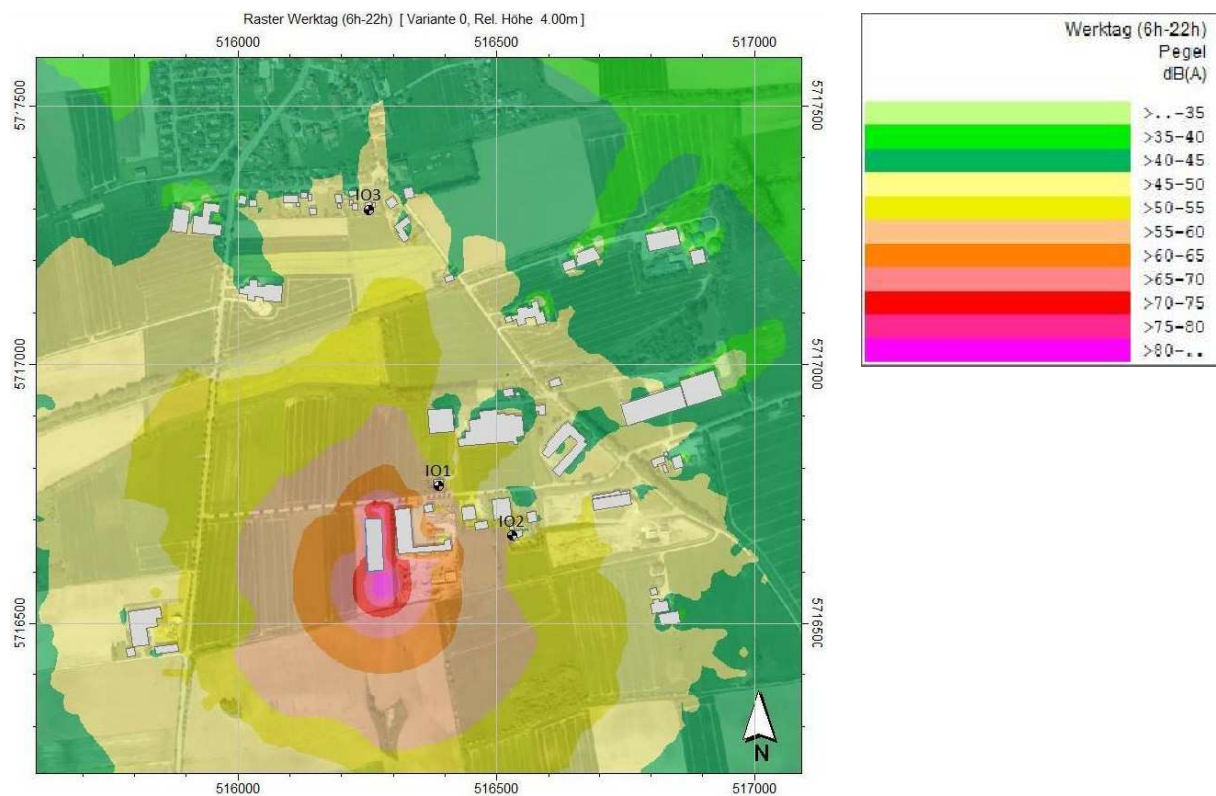 Raster Werktag (6h-22h) [ Variante 0, Rel. Höhe 4.00m ]
516000 516500 517000
5717500 5717500
5717000 5717000
5716500 5716500
516000 516500 517000
IO3
IO1
IO2
N
Werktag (6h-22h)
Pegel
dB(A)
>..-35
>35-40
>40-45
>45-50
>50-55
>55-60
>60-65
>65-70
>70-75
>75-80
>80-..